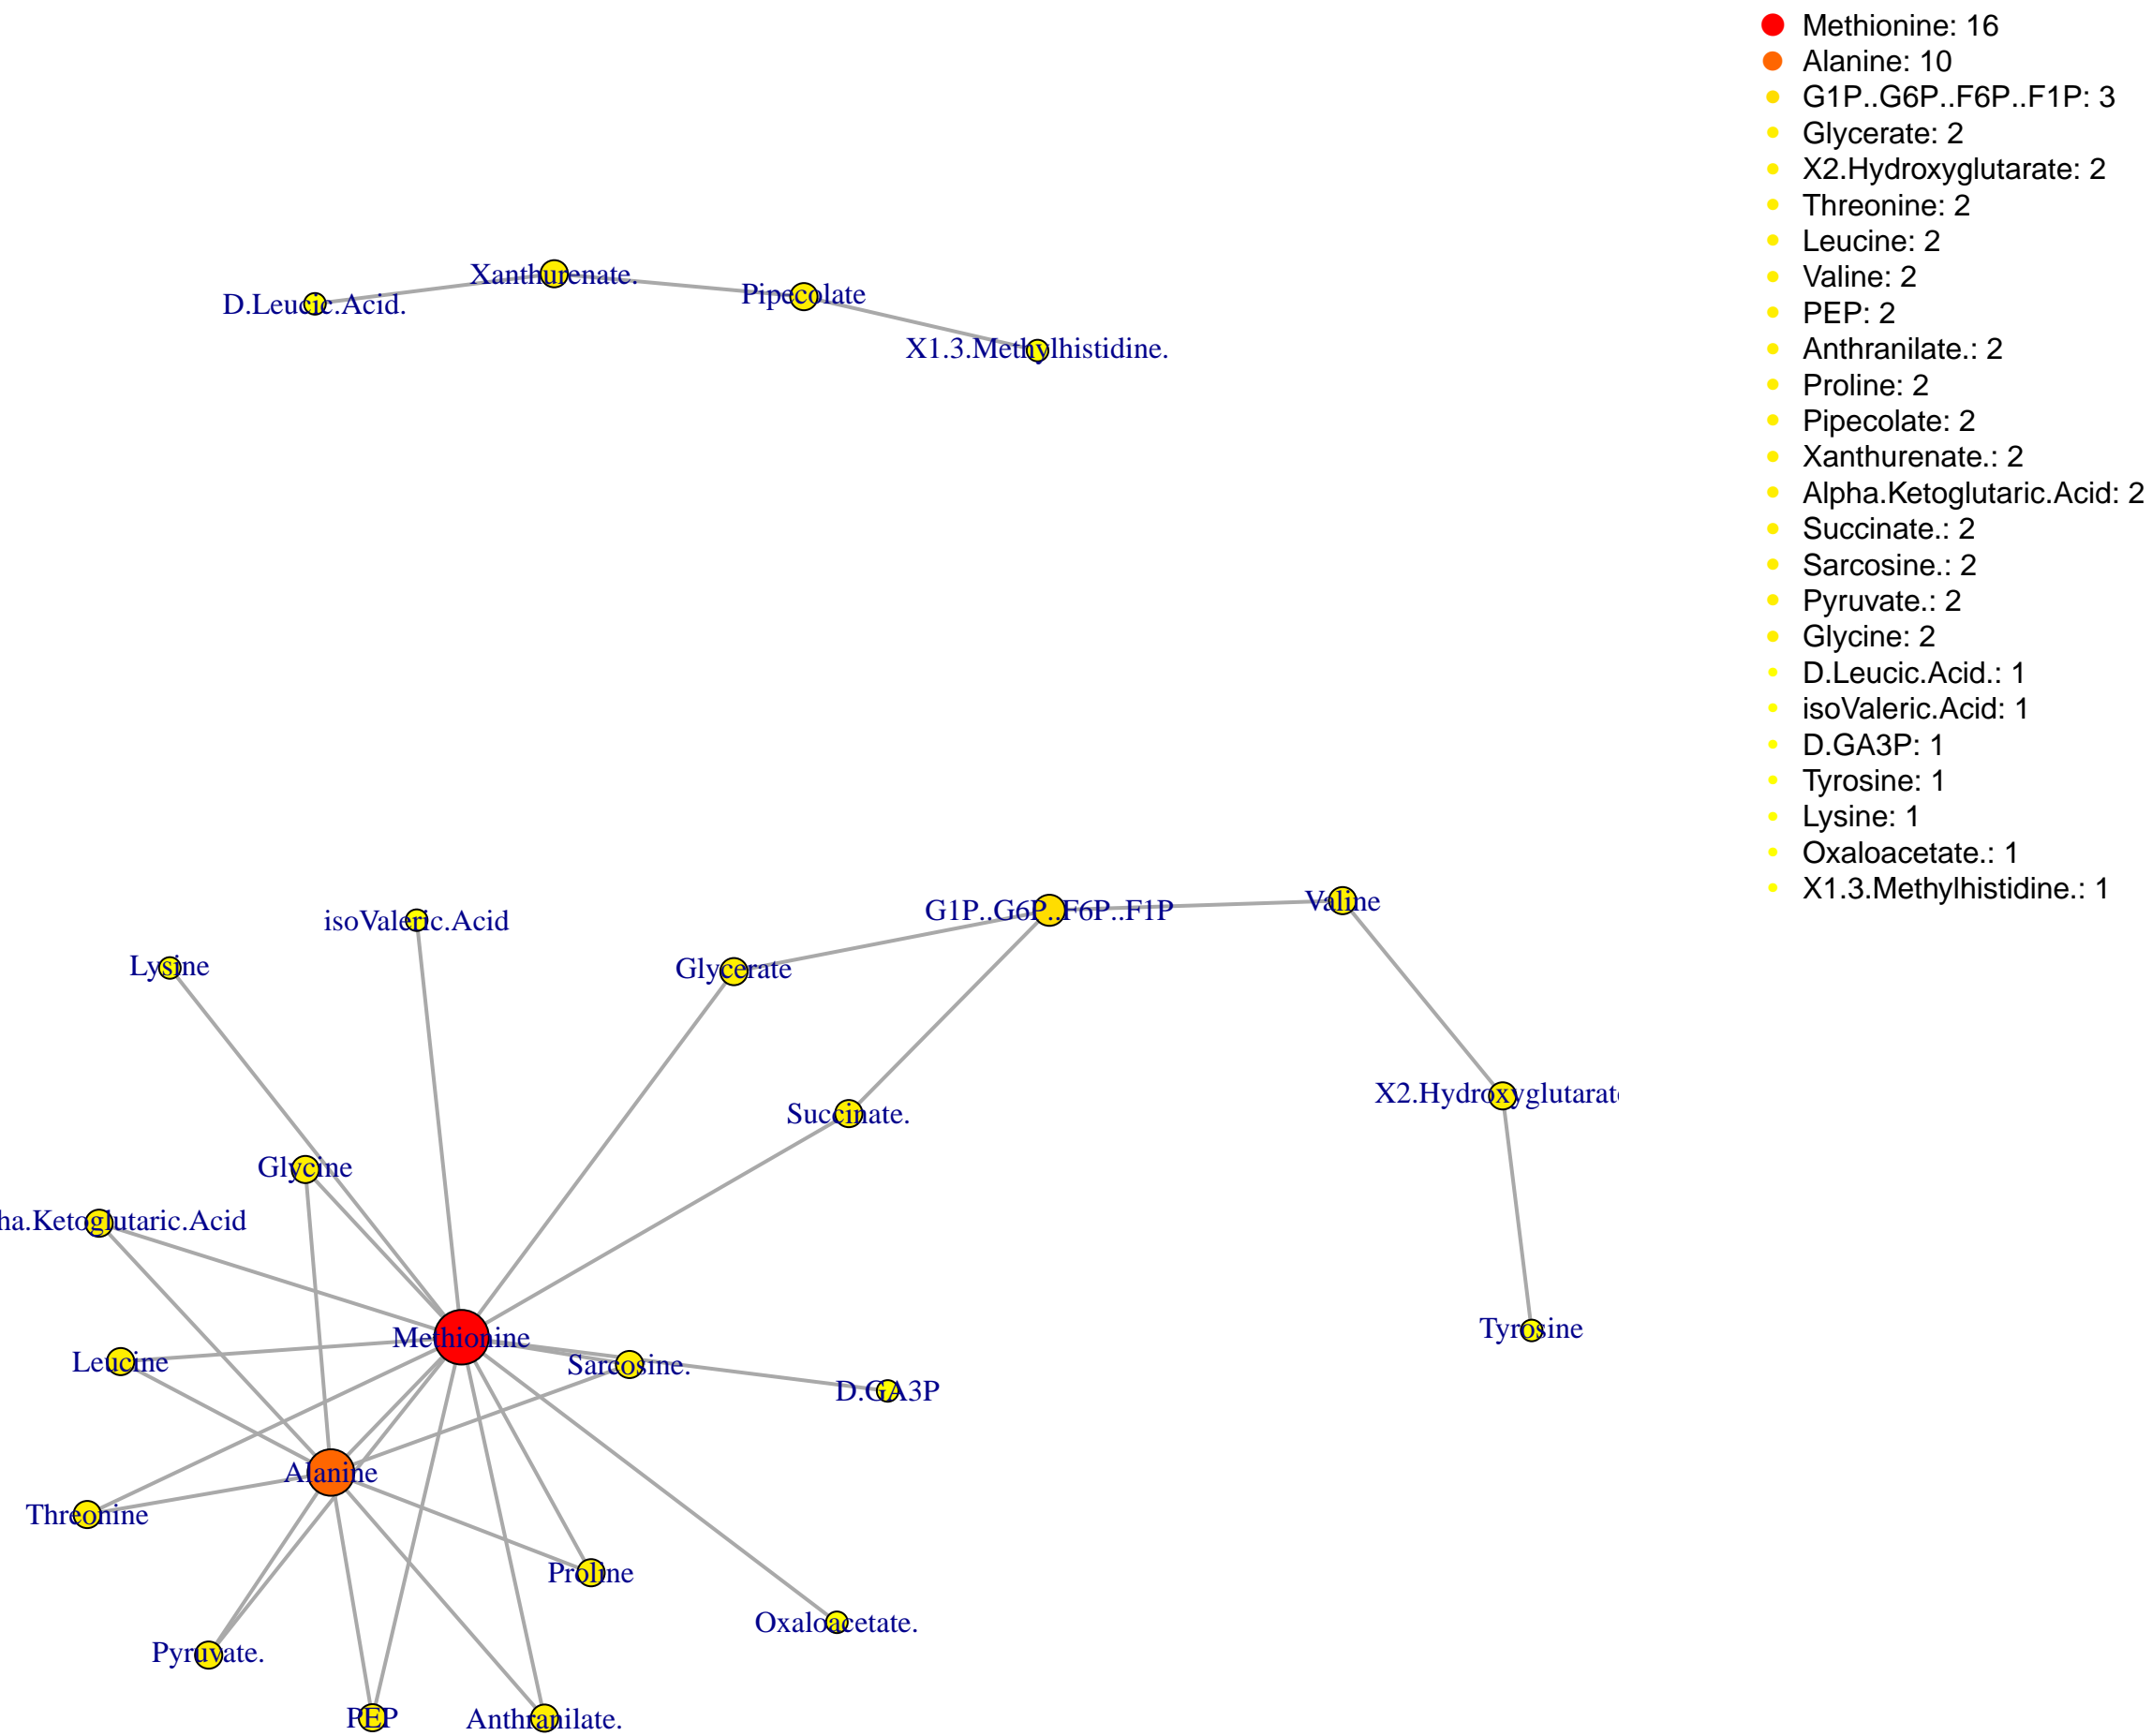 Methionine: 16
Alanine: 10
G1P..G6P..F6P..F1P: 3
Glycerate: 2
X2.Hydroxyglutarate: 2
Threonine: 2
Leucine: 2
Valine: 2
PEP: 2
Anthranilate.: 2
Proline: 2
Pipecolate: 2
Xanthurenate.: 2
Alpha.Ketoglutaric.Acid: 2
Succinate.: 2
Sarcosine.: 2
Pyruvate.: 2
Glycine: 2
D.Leucic.Acid.: 1
isoValeric.Acid: 1
D.GA3P: 1
Tyrosine: 1
Lysine: 1
Oxaloacetate.: 1
X1.3.Methylhistidine.: 1
Xanthurenate.
D.Leucic.Acid.
Pipecolate
X1.3.Methylhistidine.
Valine
G1P..G6P..F6P..F1P
isoValeric.Acid
Lysine
Glycerate
X2.Hydroxyglutarat
Succinate.
Glycine
ha.Ketoglutaric.Acid
Tyrosine
Methionine
Leucine
Sarcosine.
D.GA3P
Alanine
Threonine
Proline
Oxaloacetate.
Pyruvate.
PEP
Anthranilate.